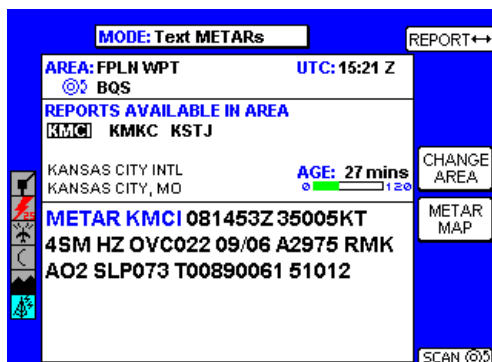 MODE: Text METARs
REPORT↔
AREA: FPLN WPT UTC: 15:21 Z
BQS
REPORTS AVAILABLE IN AREA
KMCI KMKC KSTJ
KANSAS CITY INTL AGE: 27 mins
KANSAS CITY, MO 0 120
CHANGE
AREA
METAR
MAP
METAR KMCI 081453Z 35005KT
4SM HZ OVC022 09/06 A2975 RMK
AO2 SLP073 T00890061 51012
25
SCAN